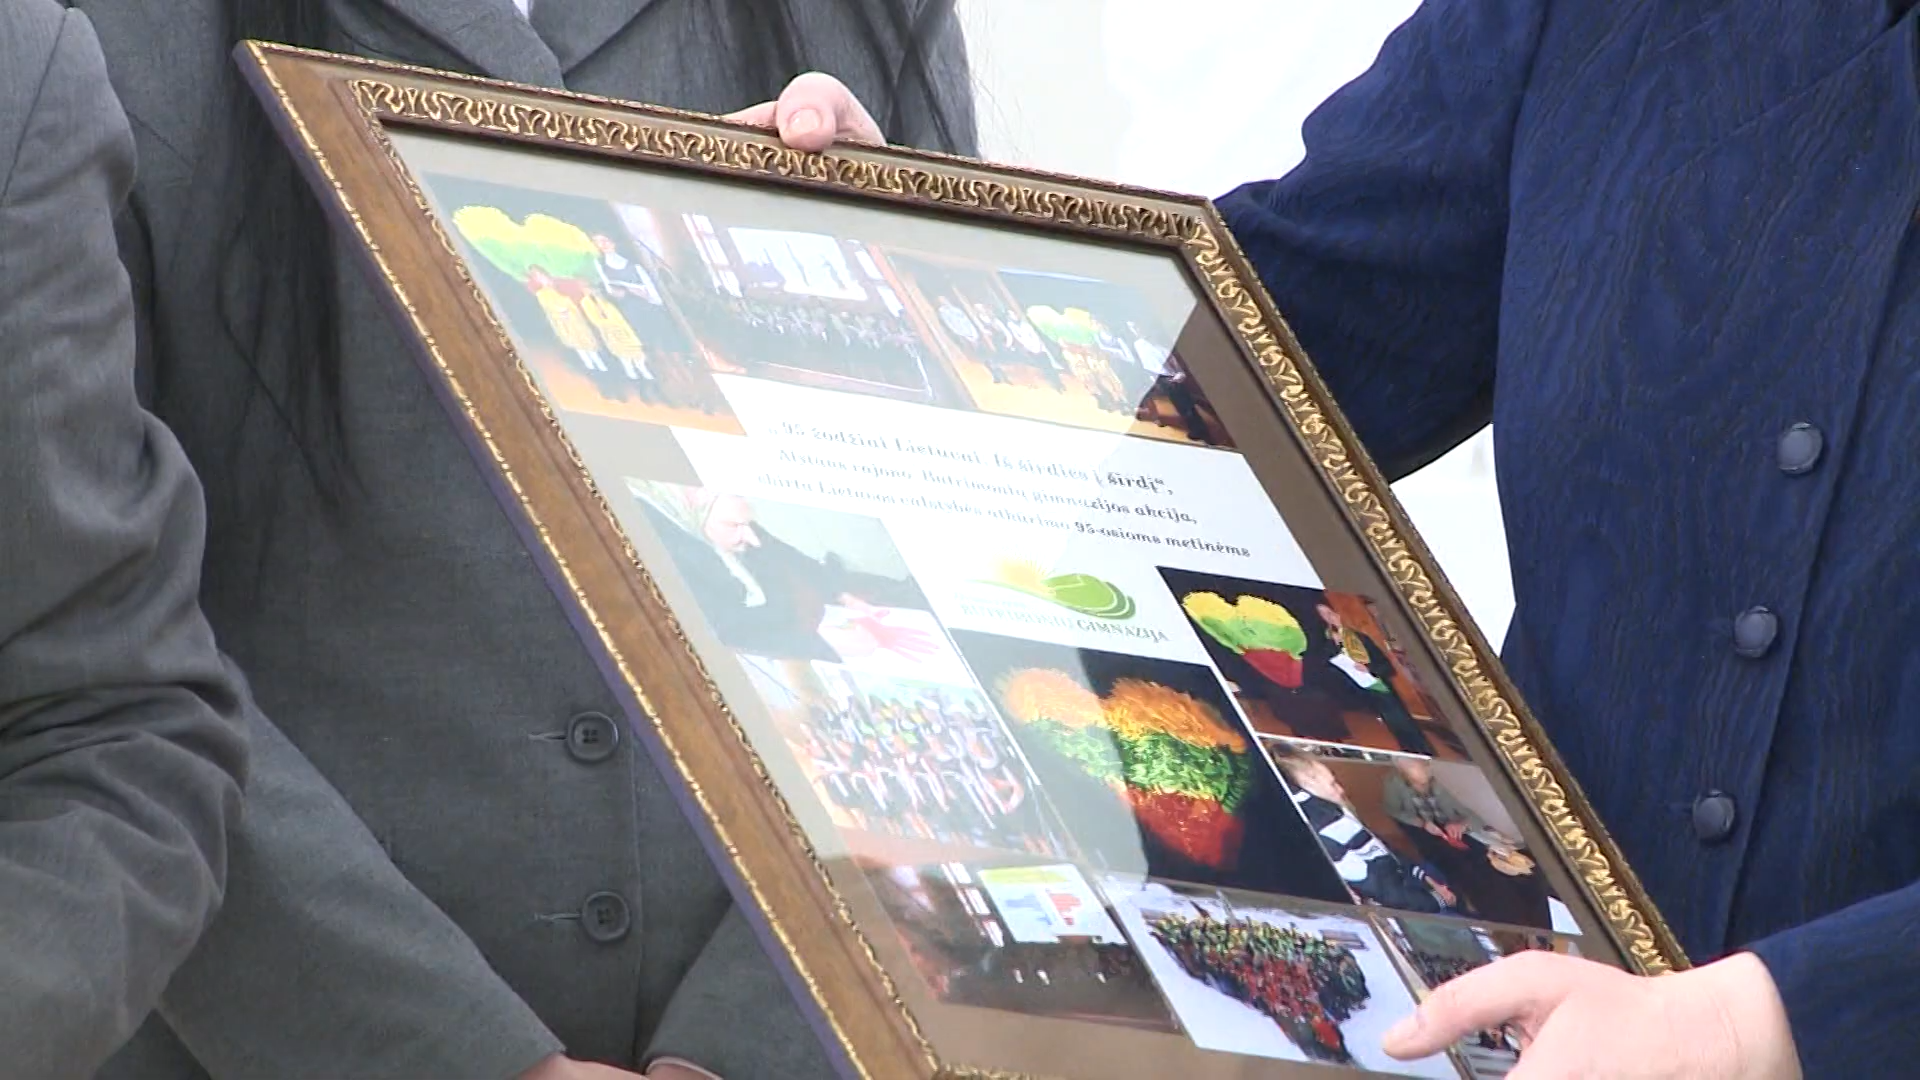 „95 žodžiai Lietuvai. Iš širdies į širdį“,
Alytaus rajono Butrimonių gimnazijos akcija,
skirta Lietuvos valstybės atkūrimo 95-osioms metinėms
BUTRIMONIŲ GIMNAZIJA